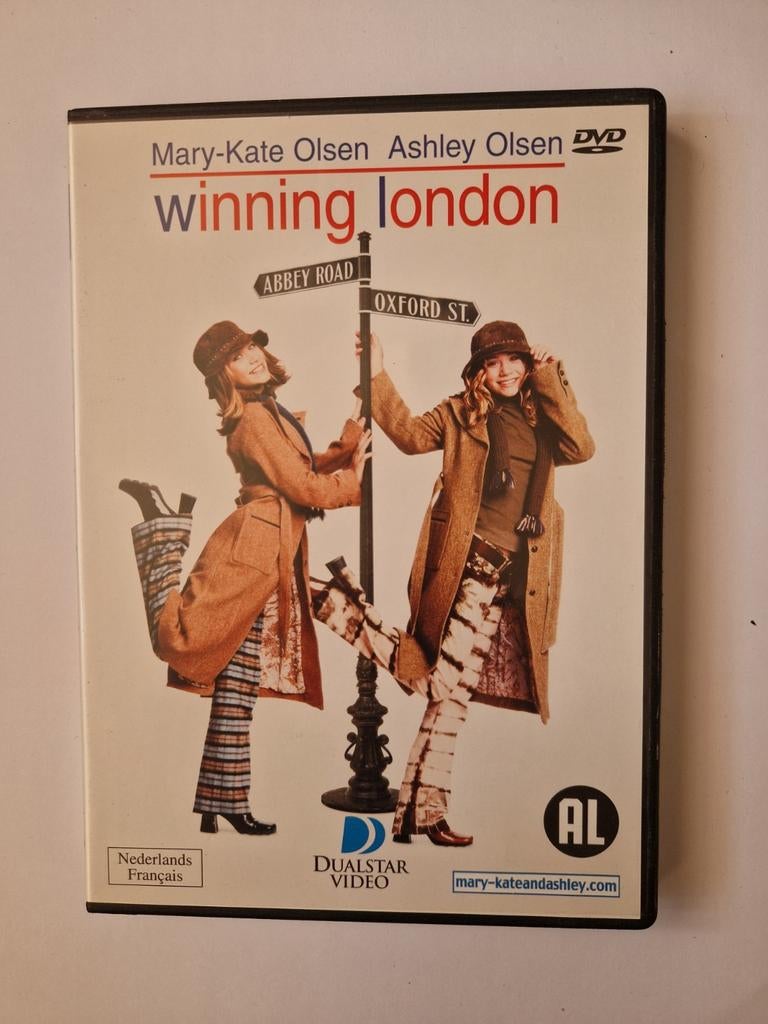 Mary-Kate Olsen Ashley Olsen DVD
winning london
ABBEY ROAD
OXFORD ST.
AL
Nederlands
Français
DUALSTAR
VIDEO
mary-kateandashley.com